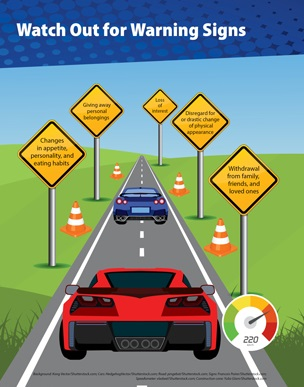 Watch Out for Warning Signs
Giving away
personal
belongings
Loss
of
interest
Disregard for
or drastic change
of physical
appearance
Changes
in appetite,
personality, and
eating habits
Withdrawal
from family,
friends, and
loved ones
220